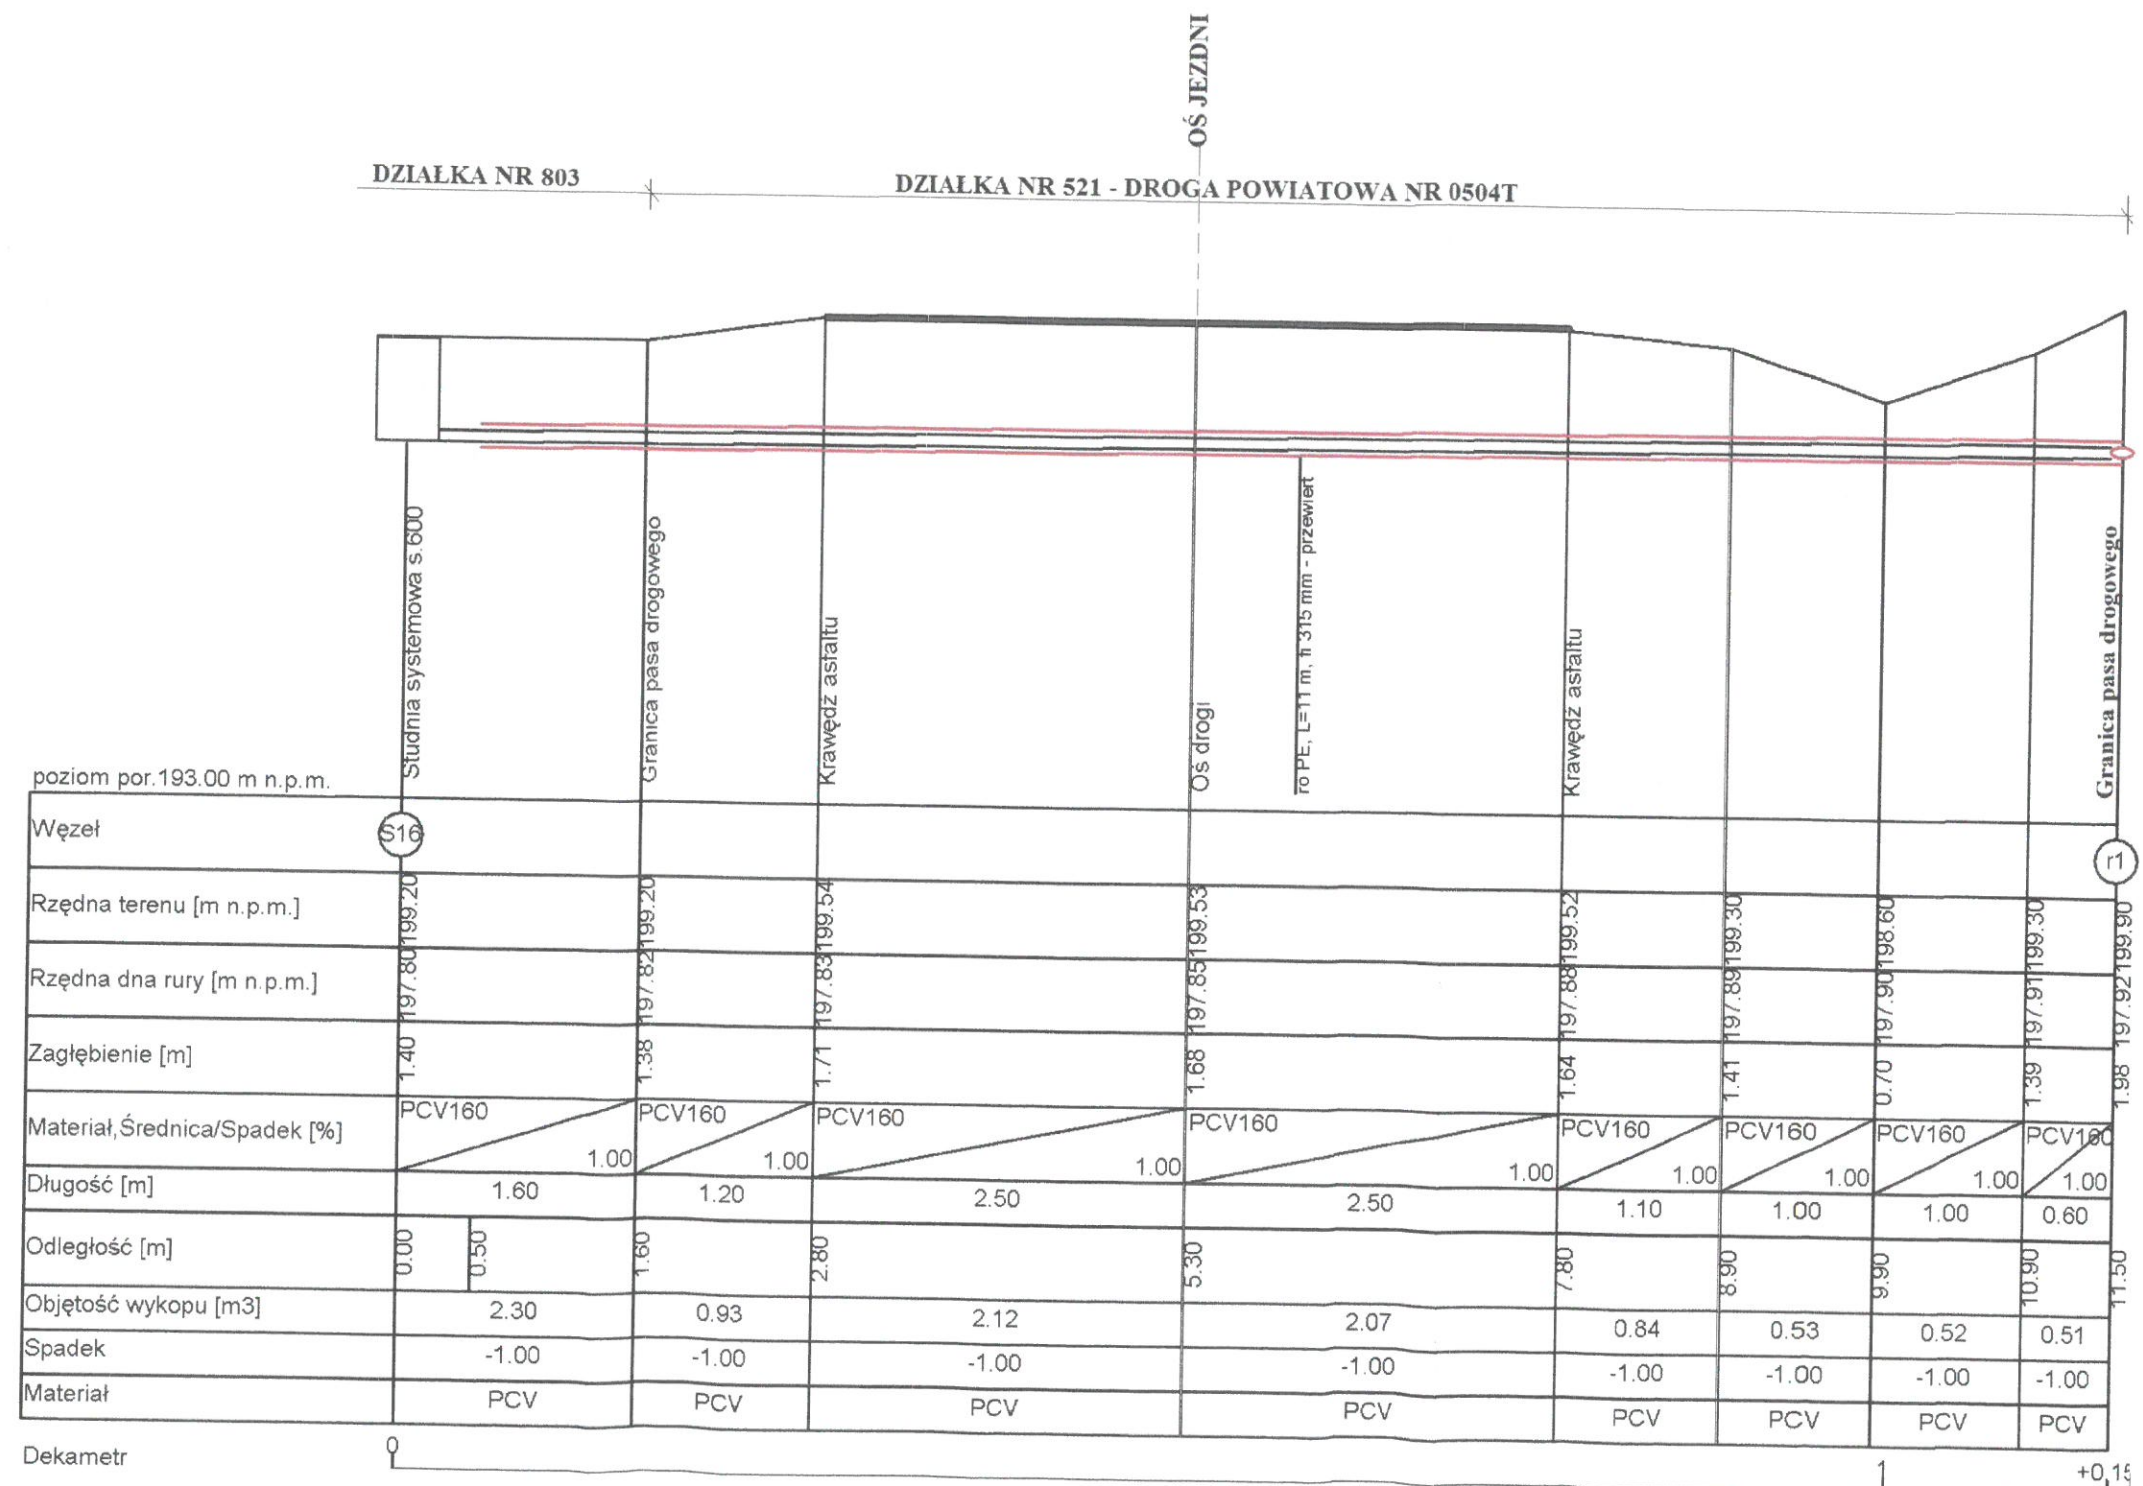 OŚ JEZDNI
DZIAŁKA NR 803
DZIAŁKA NR 521 - DROGA POWIATOWA NR 0504T
Studnia systemowa s.600
Granica pasa drogowego
Krawędź asfaltu
Oś drogi
ro PE, L=11 m, fi 315 mm - przewiert
Krawędź asfaltu
Granica pasa drogowego
poziom por.193.00 m n.p.m.
Węzeł S16 r1
Rzędna terenu [m n.p.m.] 199.20 199.20 199.54 199.53 199.52 199.30 198.60 199.30 199.90
Rzędna dna rury [m n.p.m.] 197.80 197.82 197.83 197.85 197.88 197.89 197.90 197.91 197.92
Zagłębienie [m] 1.40 1.38 1.71 1.68 1.64 1.41 0.70 1.39 1.98
Materiał,Średnica/Spadek [%] PCV160 1.00 PCV160 1.00 PCV160 1.00 PCV160 1.00 PCV160 1.00 PCV160 1.00 PCV160 1.00 PCV160 1.00
Długość [m] 1.60 1.20 2.50 2.50 1.10 1.00 1.00 0.60
Odległość [m] 0.00 0.50 1.60 2.80 5.30 7.80 8.90 9.90 10.90 11.50
Objętość wykopu [m3] 2.30 0.93 2.12 2.07 0.84 0.53 0.52 0.51
Spadek -1.00 -1.00 -1.00 -1.00 -1.00 -1.00 -1.00 -1.00
Materiał PCV PCV PCV PCV PCV PCV PCV PCV
Dekametr 0 1 +0,15